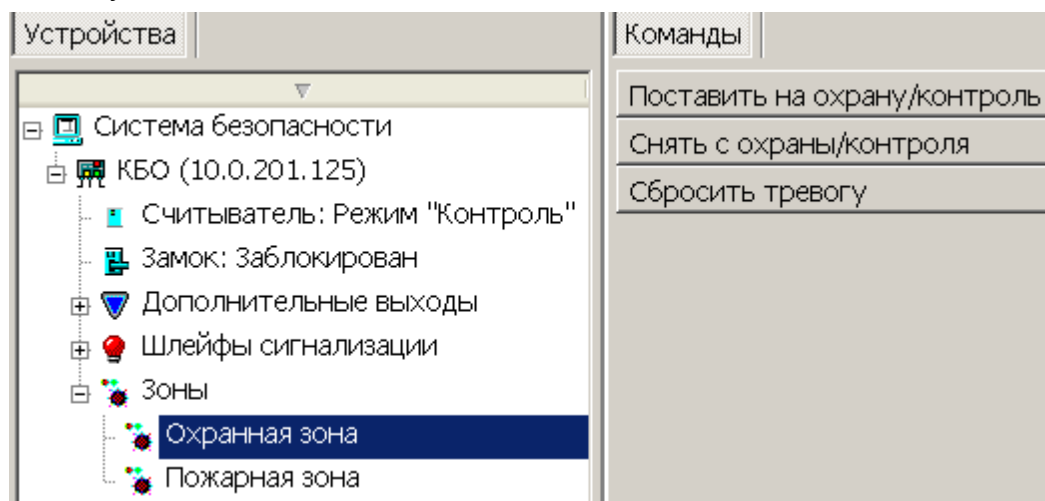 Устройства
Система безопасности
КБО (10.0.201.125)
Считыватель: Режим "Контроль"
Замок: Заблокирован
Дополнительные выходы
Шлейфы сигнализации
Зоны
Охранная зона
Пожарная зона
Команды
Поставить на охрану/контроль
Снять с охраны/контроля
Сбросить тревогу